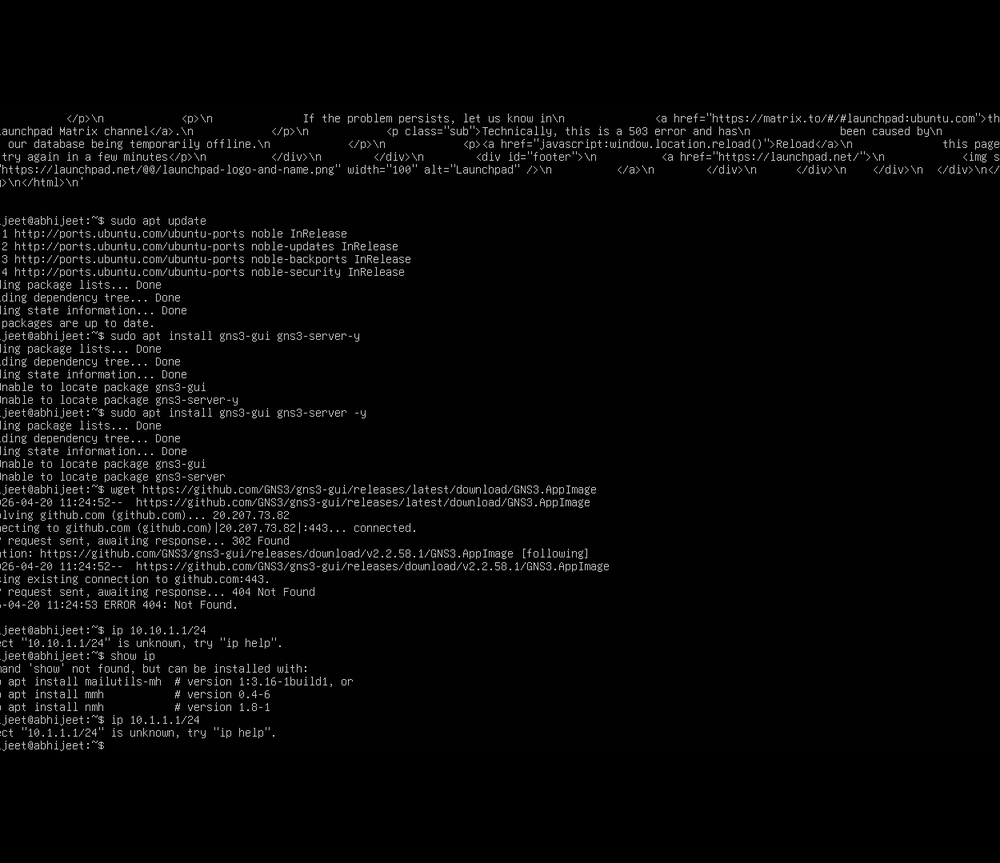 </p>\n <p>\n If the problem persists, let us know in\n <a href="https://matrix.to/#/#launchpad:ubuntu.com">th
aunchpad Matrix channel</a>.\n </p>\n <p class="sub">Technically, this is a 503 error and has\n been caused by\n
our database being temporarily offline.\n </p>\n <p><a href="javascript:window.location.reload()">Reload</a>\n this page
try again in a few minutes</p>\n </div>\n </div>\n <div id="footer">\n <a href="https://launchpad.net/">\n <img s
"https://launchpad.net/@@/launchpad-logo-and-name.png" width="100" alt="Launchpad" />\n </a>\n </div>\n </div>\n </div>\n </div>\n</
>\n</html>\n'
jeet@abhijeet:~$ sudo apt update
1 http://ports.ubuntu.com/ubuntu-ports noble InRelease
2 http://ports.ubuntu.com/ubuntu-ports noble-updates InRelease
3 http://ports.ubuntu.com/ubuntu-ports noble-backports InRelease
4 http://ports.ubuntu.com/ubuntu-ports noble-security InRelease
ding package lists... Done
ding dependency tree... Done
ding state information... Done
packages are up to date.
jeet@abhijeet:~$ sudo apt install gns3-gui gns3-server-y
ding package lists... Done
ding dependency tree... Done
ding state information... Done
Unable to locate package gns3-gui
Unable to locate package gns3-server-y
jeet@abhijeet:~$ sudo apt install gns3-gui gns3-server -y
ding package lists... Done
ding dependency tree... Done
ding state information... Done
Unable to locate package gns3-gui
Unable to locate package gns3-server
jeet@abhijeet:~$ wget https://github.com/GNS3/gns3-gui/releases/latest/download/GNS3.AppImage
026-04-20 11:24:52-- https://github.com/GNS3/gns3-gui/releases/latest/download/GNS3.AppImage
olving github.com (github.com)... 20.207.73.82
necting to github.com (github.com)|20.207.73.82|:443... connected.
P request sent, awaiting response... 302 Found
ation: https://github.com/GNS3/gns3-gui/releases/download/v2.2.58.1/GNS3.AppImage [following]
026-04-20 11:24:52-- https://github.com/GNS3/gns3-gui/releases/download/v2.2.58.1/GNS3.AppImage
sing existing connection to github.com:443.
P request sent, awaiting response... 404 Not Found
6-04-20 11:24:53 ERROR 404: Not Found.
jeet@abhijeet:~$ ip 10.10.1.1/24
ect "10.10.1.1/24" is unknown, try "ip help".
jeet@abhijeet:~$ show ip
mand 'show' not found, but can be installed with:
o apt install mailutils-mh # version 1:3.16-1build1, or
o apt install mmh # version 0.4-6
o apt install nmh # version 1.8-1
jeet@abhijeet:~$ ip 10.1.1.1/24
ect "10.1.1.1/24" is unknown, try "ip help".
jeet@abhijeet:~$